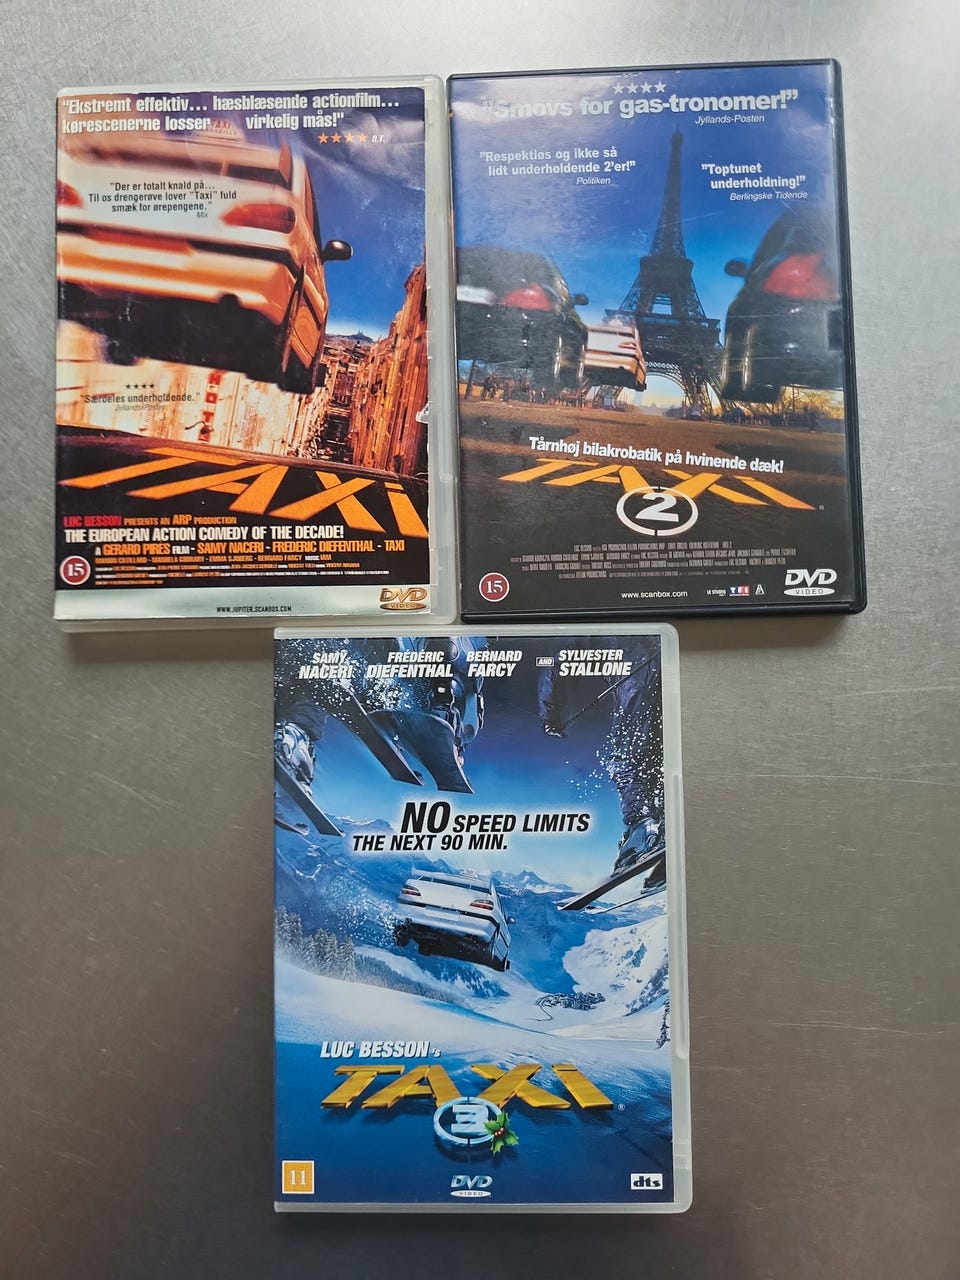 "Ekstremt effektiv... hæsblæsende actionfilm...
kørescenerne losser virkelig mås!"
B.T.
TAXI
"Der er totalt knald på...
Til os drengerøve lover "Taxi" fuld
smæk for ørepengene."
Mix
"Særdeles underholdende."
Jyllands-Posten
TAXi
LUC BESSON PRESENTS AN ARP PRODUCTION
THE EUROPEAN ACTION COMEDY OF THE DECADE!
A GERARD PIRES FILM - SAMY NACERI - FREDERIC DIEFENTHAL - TAXI
15
WWW.JUPITER.SCANBOX.COM
DVD
VIDEO
"Smovs for gas-tronomer!"
Jyllands-Posten
"Respektløs og ikke så
lidt underholdende 2'er!"
Politiken
"Toptunet
underholdning!"
Berlingske Tidende
Tårnhøj bilakrobatik på hvinende dæk!
TAXi
2
15
www.scanbox.com
TF1
DVD
VIDEO
SAMY NACERI
FRÉDÉRIC DIEFENTHAL
BERNARD FARCY
AND
SYLVESTER STALLONE
NO SPEED LIMITS
THE NEXT 90 MIN.
LUC BESSON's
TAXi
®
3
11
DVD
VIDEO
dts